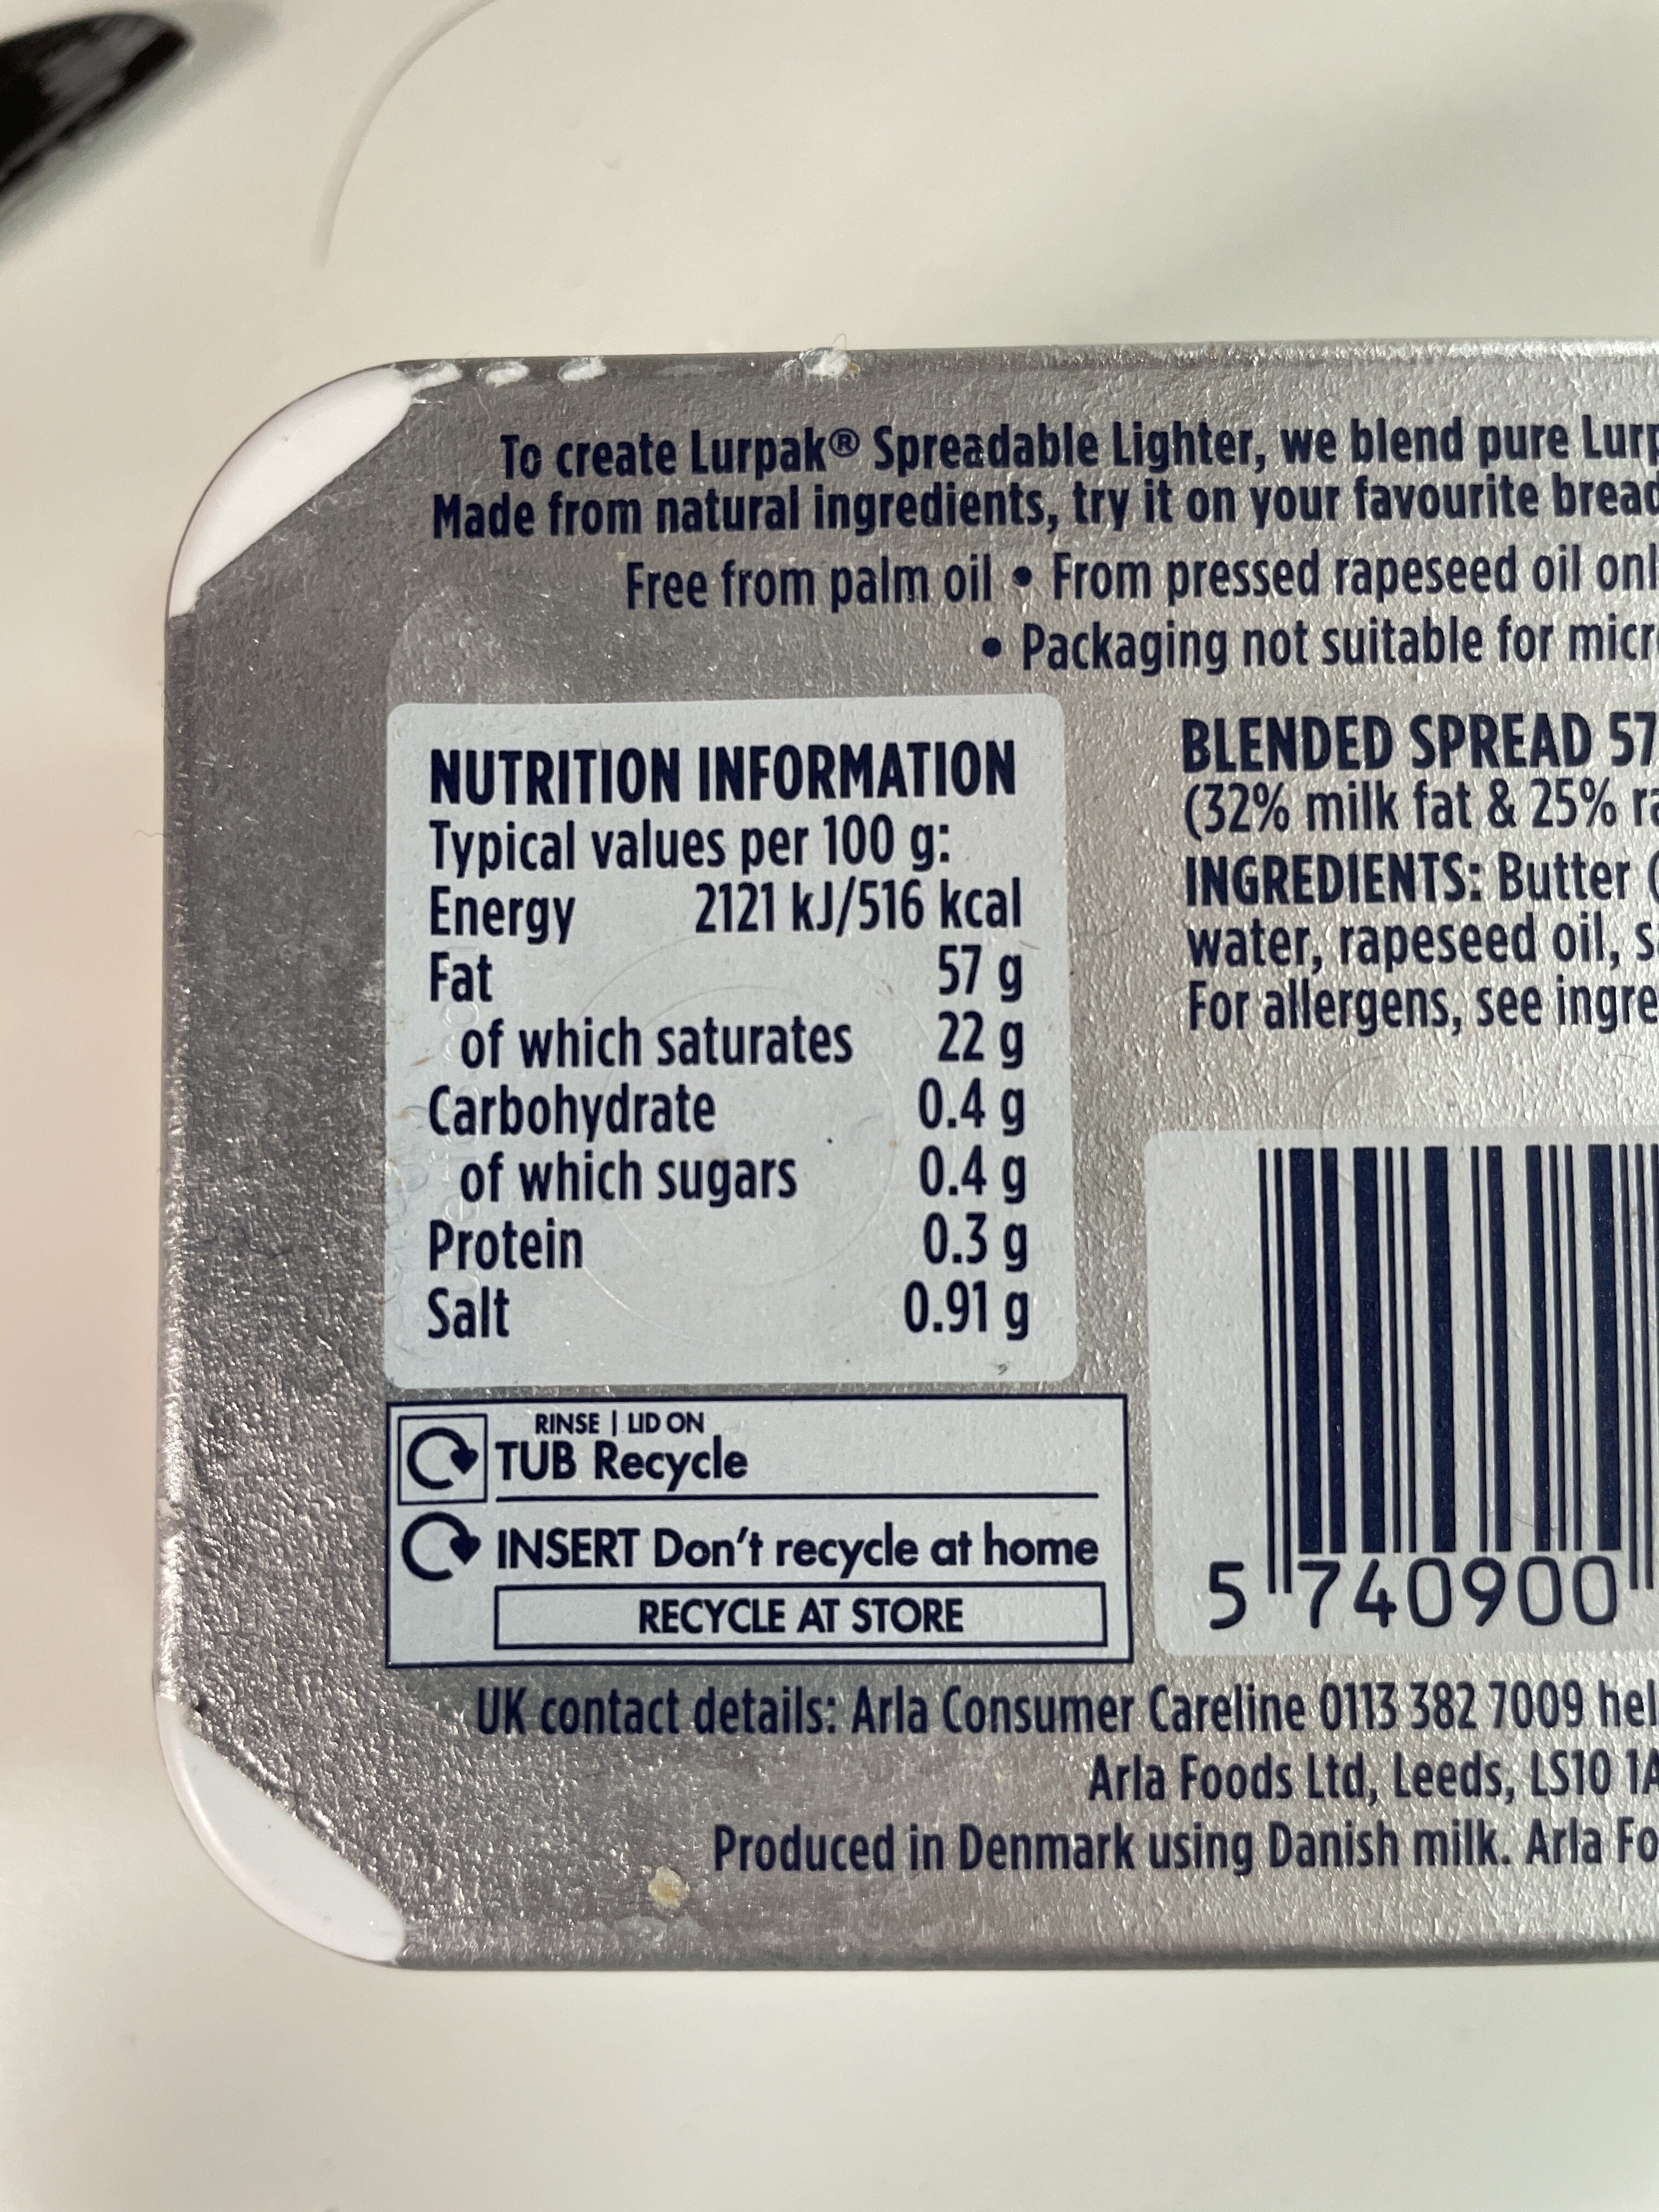 To create Lurpak® Spreadable Lighter, we blend pure
Made from natural ingredients, try it on your favourite
Free from palm oil • From pressed rapeseed oil
• Packaging not suitable for
NUTRITION INFORMATION
Typical values per 100 g:
Energy 2121 kJ/516 kcal
Fat 57 g
of which saturates 22 g
Carbohydrate 0.4 g
of which sugars 0.4 g
Protein 0.3 g
Salt 0.91 g
BLENDED SPREAD 57
(32% milk fat & 25%
INGREDIENTS: Butter (
water, rapeseed oil,
For allergens, see
RINSE | LID ON
TUB Recycle
INSERT Don't recycle at home
RECYCLE AT STORE
5 740900
UK contact details: Arla Consumer Careline 0113 382 7009
Arla Foods Ltd, Leeds, LS10
Produced in Denmark using Danish milk. Arla